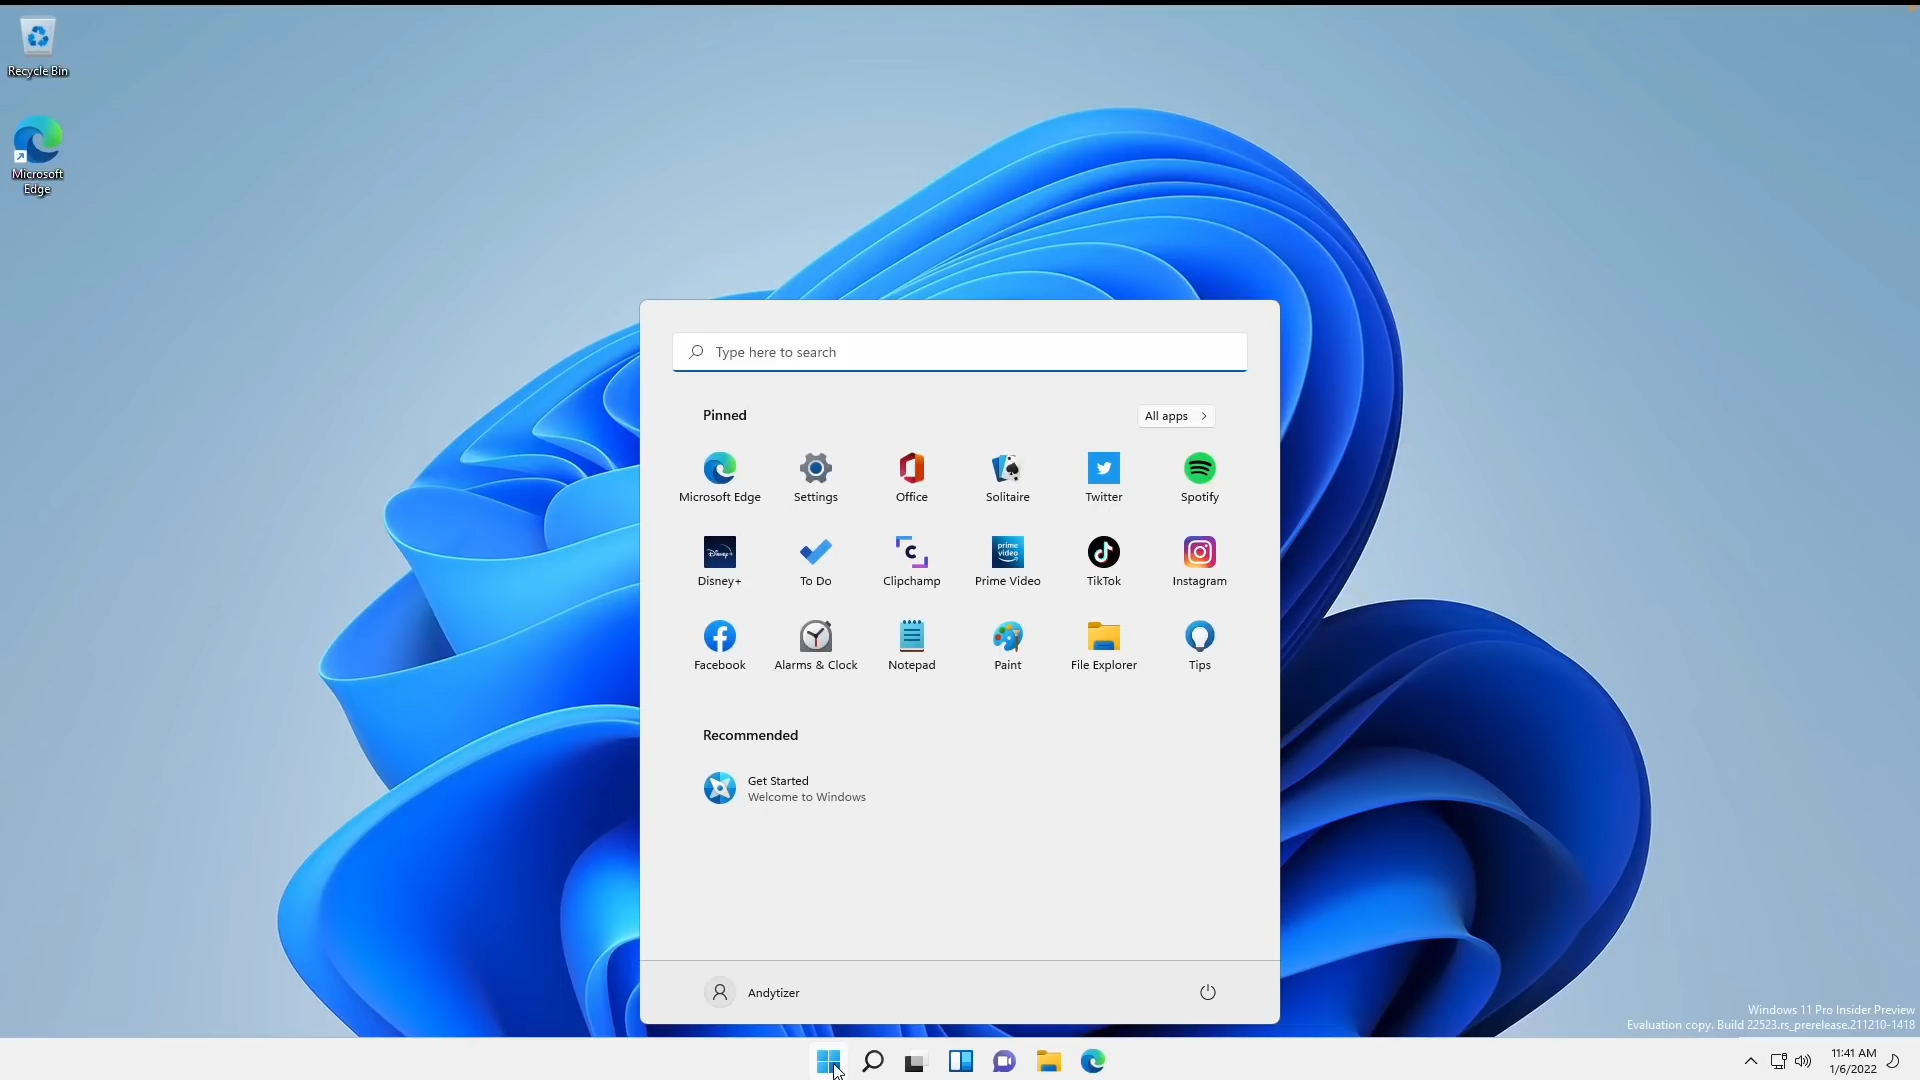 Recycle Bin
Microsoft
Edge
Type here to search
Pinned
All apps
Microsoft Edge
Settings
Office
Solitaire
Twitter
Spotify
Disney+
prime
video
Disney+
To Do
Clipchamp
Prime Video
TikTok
Instagram
Facebook
Alarms & Clock
Notepad
Paint
File Explorer
Tips
Recommended
Get Started
Welcome to Windows
Andytizer
Windows 11 Pro Insider Preview
Evaluation copy. Build 22523.rs_prerelease.211210-1418
11:41 AM
1/6/2022